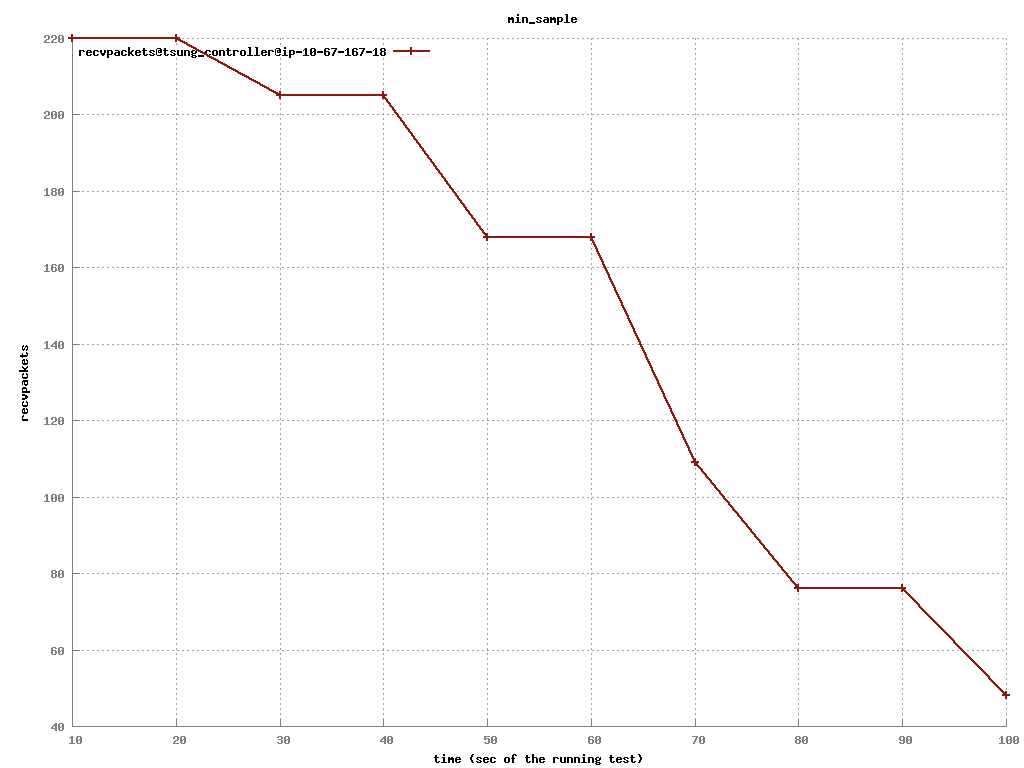 min_sample
220
recvpackets@tsung_controller@ip-10-67-167-18
200
180
160
140
recvpackets
120
100
80
60
40
10 20 30 40 50 60 70 80 90 100
time (sec of the running test)